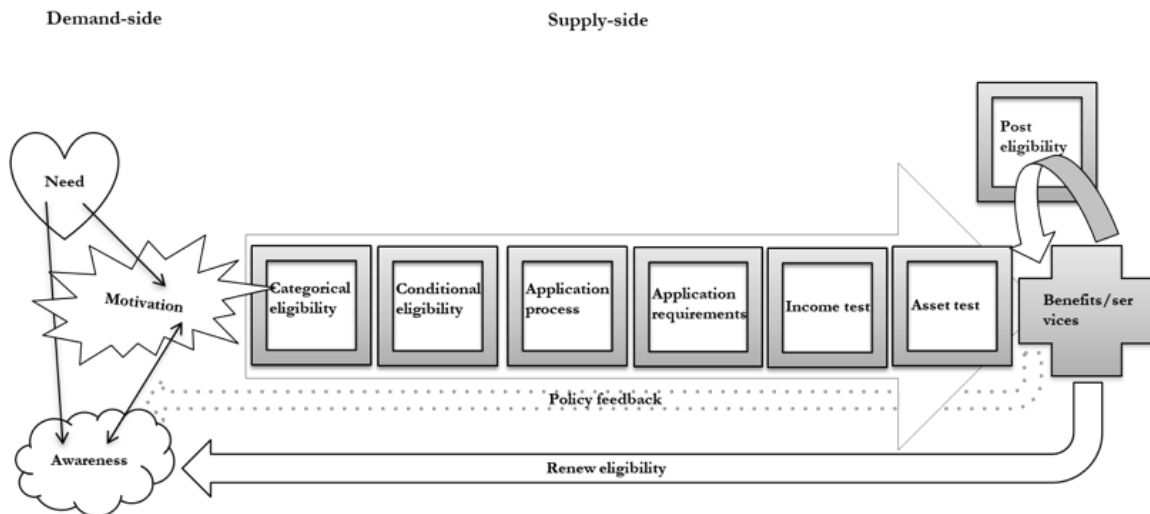 Demand-side
Supply-side
Post
eligibility
Need
Motivation
Categorical
eligibility
Conditional
eligibility
Application
process
Application
requirements
Income test
Asset test
Benefits/ser
vices
Policy feedback
Awareness
Renew eligibility